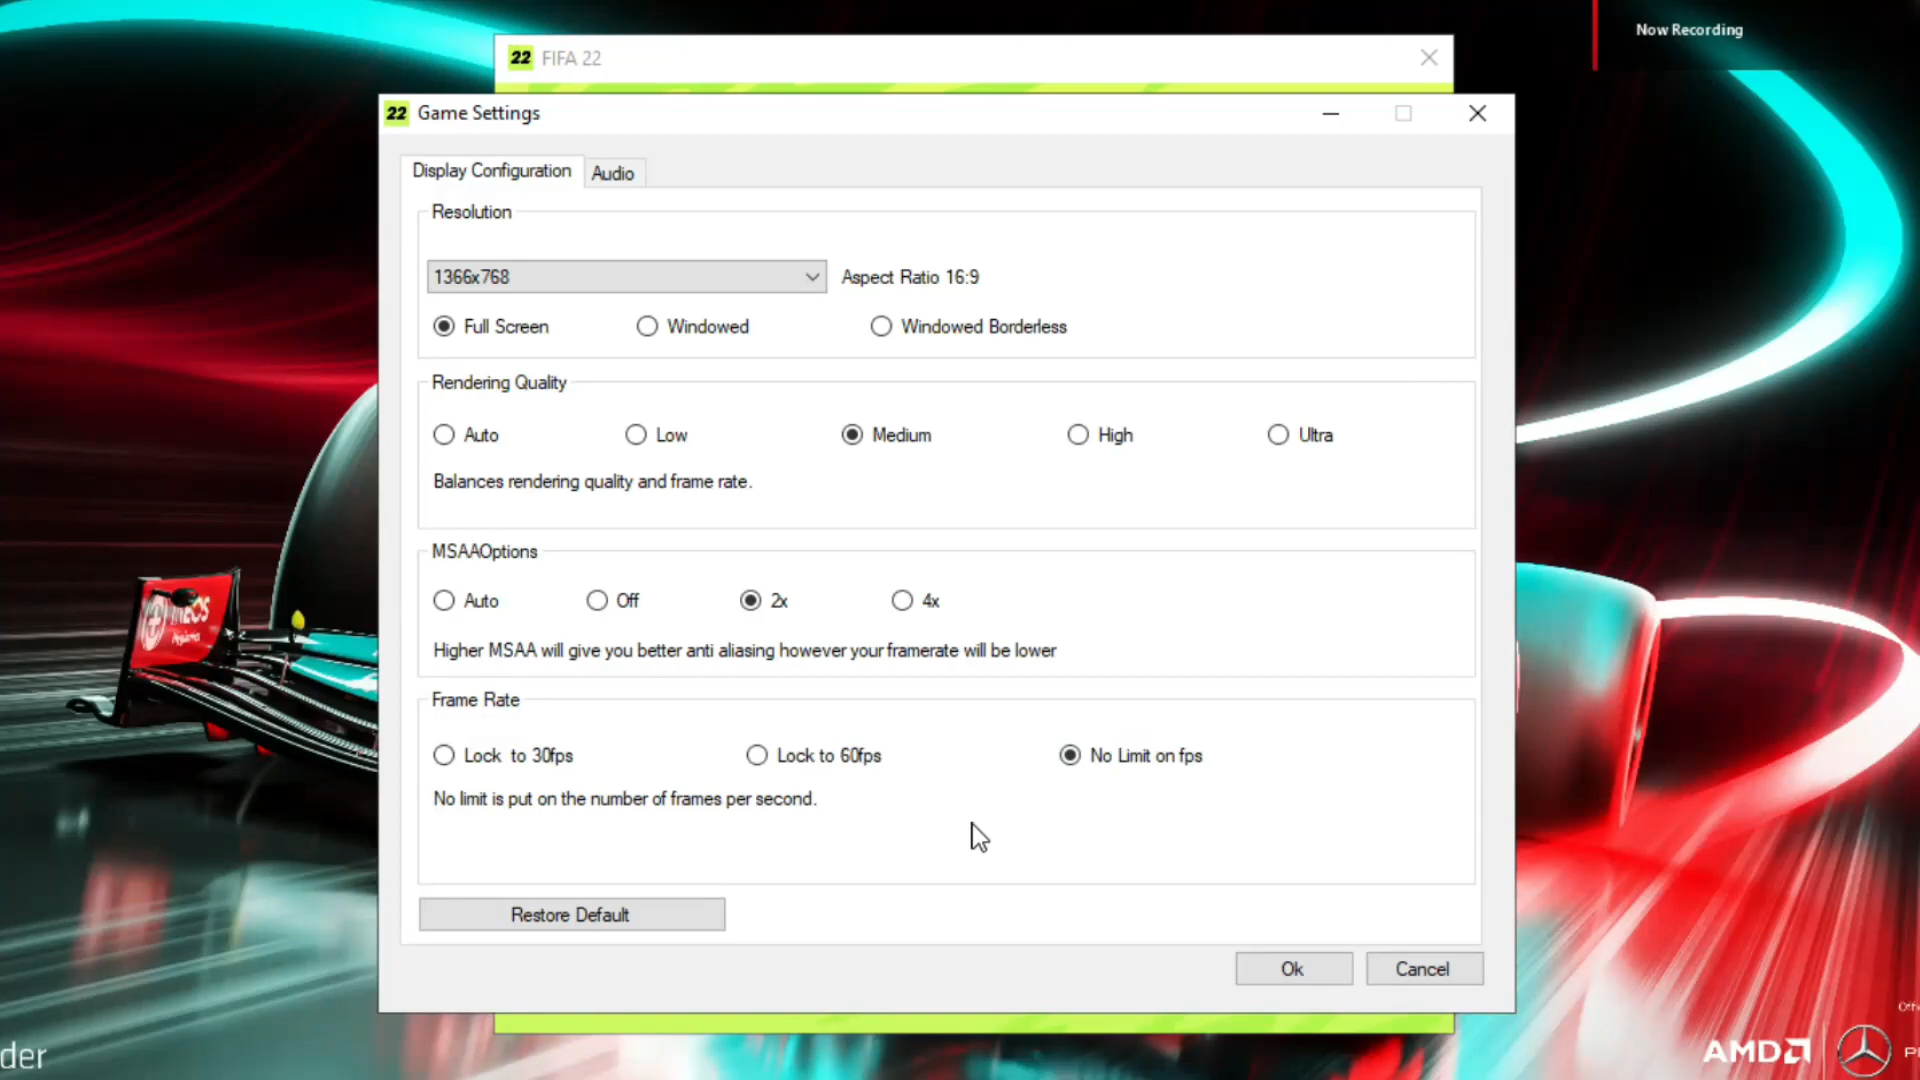 Now Recording
22 FIFA 22
22 Game Settings
Display Configuration
Audio
Resolution
1366x768
Aspect Ratio 16:9
Full Screen
Windowed
Windowed Borderless
Rendering Quality
Auto
Low
Medium
High
Ultra
Balances rendering quality and frame rate.
MSAAOptions
Auto
Off
2x
4x
Higher MSAA will give you better anti aliasing however your framerate will be lower
Frame Rate
Lock to 30fps
Lock to 60fps
No Limit on fps
No limit is put on the number of frames per second.
Restore Default
Ok
Cancel
INEOS
der
AMD